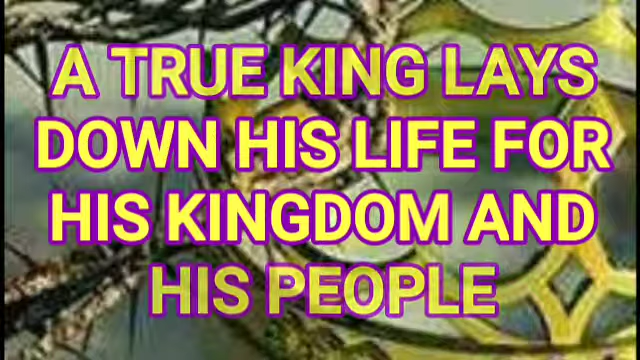 A TRUE KING LAYS
DOWN HIS LIFE FOR
HIS KINGDOM AND
HIS PEOPLE